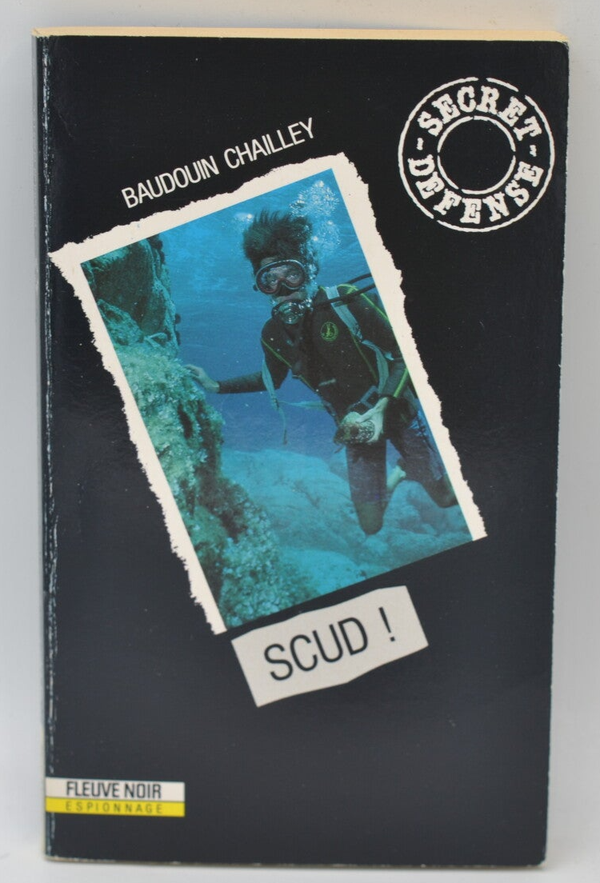 BAUDOUIN CHAILLEY
SECRET
DEFENSE
SCUD !
FLEUVE NOIR
ESPIONNAGE